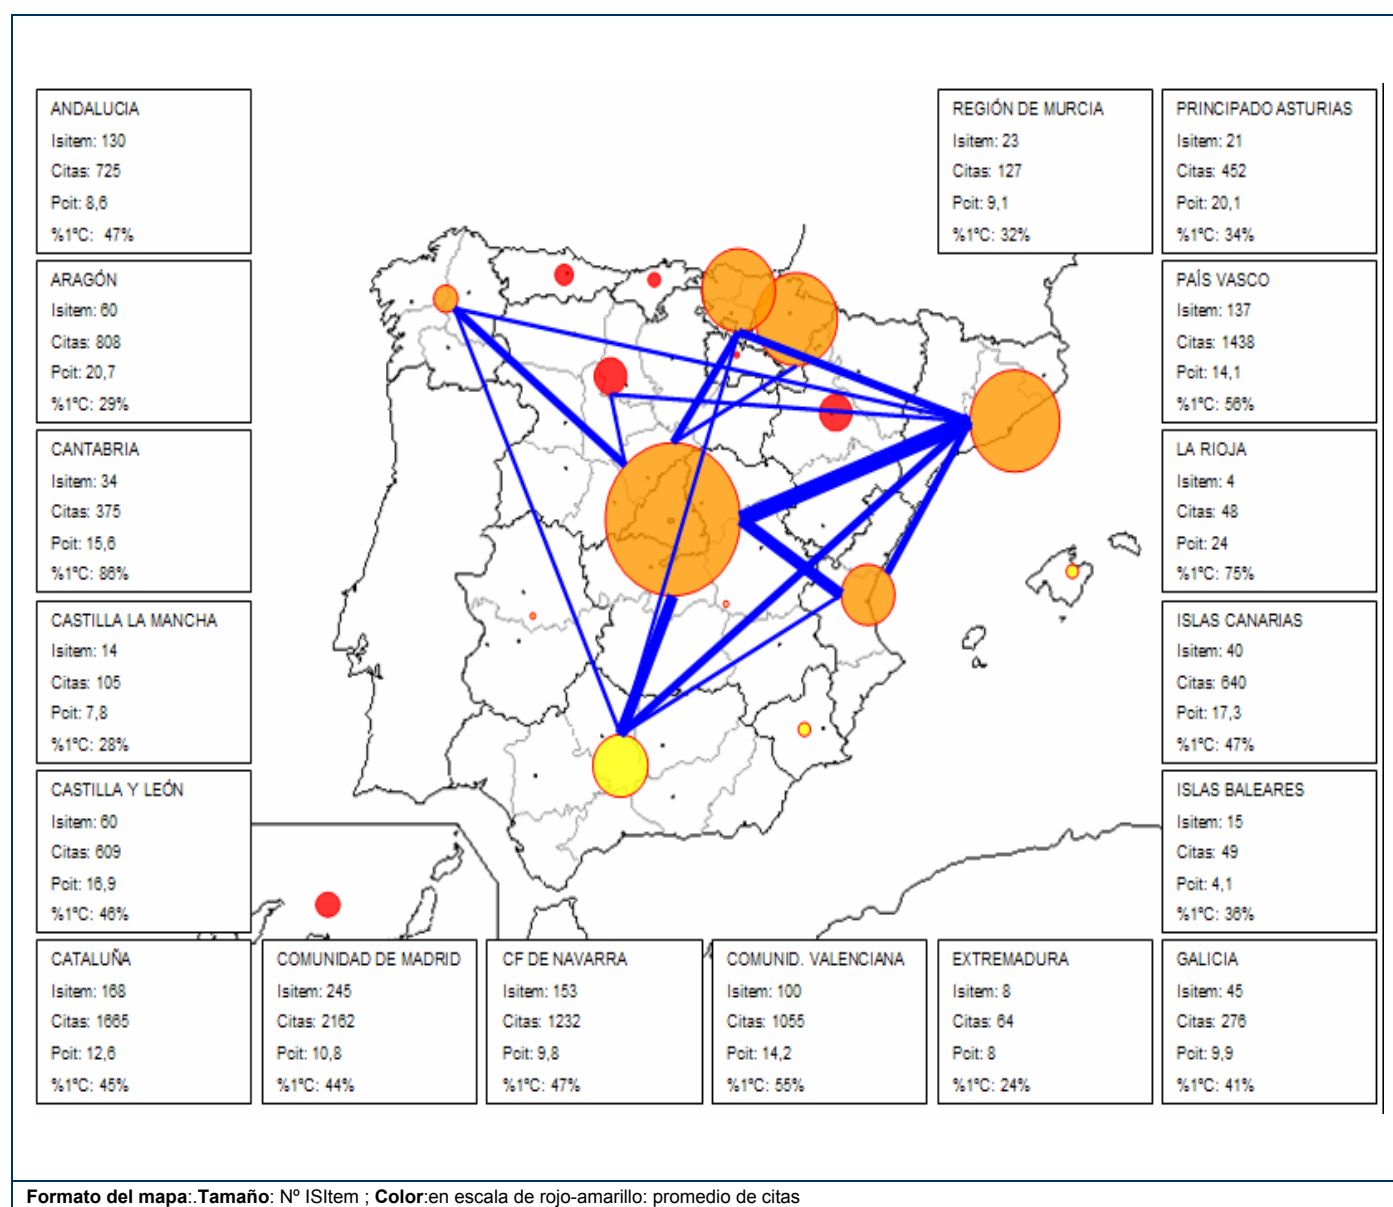 ANDALUCIA
Isitem: 130
Citas: 725
Pcit: 8,6
%1ºC: 47%
ARAGÓN
Isitem: 60
Citas: 808
Pcit: 20,7
%1ºC: 29%
CANTABRIA
Isitem: 34
Citas: 375
Pcit: 15,6
%1ºC: 86%
CASTILLA LA MANCHA
Isitem: 14
Citas: 105
Pcit: 7,8
%1ºC: 28%
CASTILLA Y LEÓN
Isitem: 60
Citas: 609
Pcit: 16,9
%1ºC: 46%
CATALUÑA
Isitem: 168
Citas: 1665
Pcit: 12,6
%1ºC: 45%
COMUNIDAD DE MADRID
Isitem: 245
Citas: 2162
Pcit: 10,8
%1ºC: 44%
CF DE NAVARRA
Isitem: 153
Citas: 1232
Pcit: 9,8
%1ºC: 47%
COMUNID. VALENCIANA
Isitem: 100
Citas: 1055
Pcit: 14,2
%1ºC: 55%
EXTREMADURA
Isitem: 8
Citas: 64
Pcit: 8
%1ºC: 24%
GALICIA
Isitem: 45
Citas: 276
Pcit: 9,9
%1ºC: 41%
REGIÓN DE MURCIA
Isitem: 23
Citas: 127
Pcit: 9,1
%1ºC: 32%
PRINCIPADO ASTURIAS
Isitem: 21
Citas: 452
Pcit: 20,1
%1ºC: 34%
PAÍS VASCO
Isitem: 137
Citas: 1438
Pcit: 14,1
%1ºC: 56%
LA RIOJA
Isitem: 4
Citas: 48
Pcit: 24
%1ºC: 75%
ISLAS CANARIAS
Isitem: 40
Citas: 640
Pcit: 17,3
%1ºC: 47%
ISLAS BALEARES
Isitem: 15
Citas: 49
Pcit: 4,1
%1ºC: 36%
Formato del mapa:.Tamaño: Nº ISItem ; Color:en escala de rojo-amarillo: promedio de citas